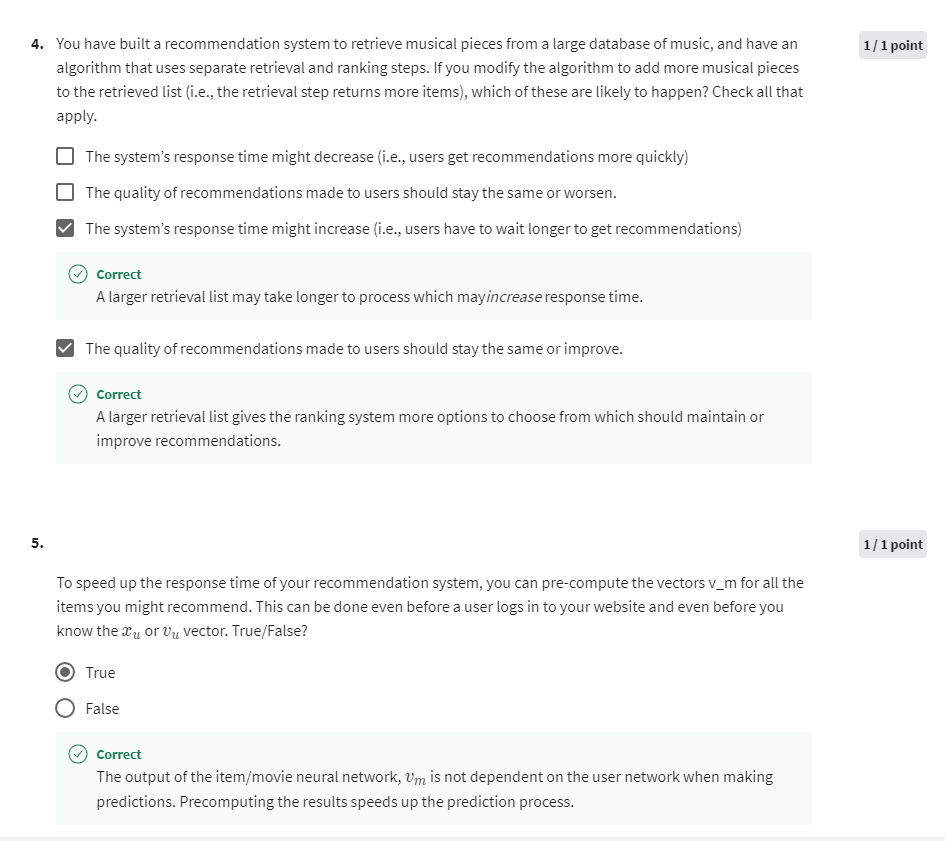 4. You have built a recommendation system to retrieve musical pieces from a large database of music, and have an
1 / 1 point
algorithm that uses separate retrieval and ranking steps. If you modify the algorithm to add more musical pieces
to the retrieved list (i.e., the retrieval step returns more items), which of these are likely to happen? Check all that
apply.
The system's response time might decrease (i.e., users get recommendations more quickly)
The quality of recommendations made to users should stay the same or worsen.
The system's response time might increase (i.e., users have to wait longer to get recommendations)
Correct
A larger retrieval list may take longer to process which may increase response time.
The quality of recommendations made to users should stay the same or improve.
Correct
A larger retrieval list gives the ranking system more options to choose from which should maintain or
improve recommendations.
5.
1 / 1 point
To speed up the response time of your recommendation system, you can pre-compute the vectors v_m for all the
items you might recommend. This can be done even before a user logs in to your website and even before you
know the x_u or v_u vector. True/False?
True
False
Correct
The output of the item/movie neural network, v_m is not dependent on the user network when making
predictions. Precomputing the results speeds up the prediction process.